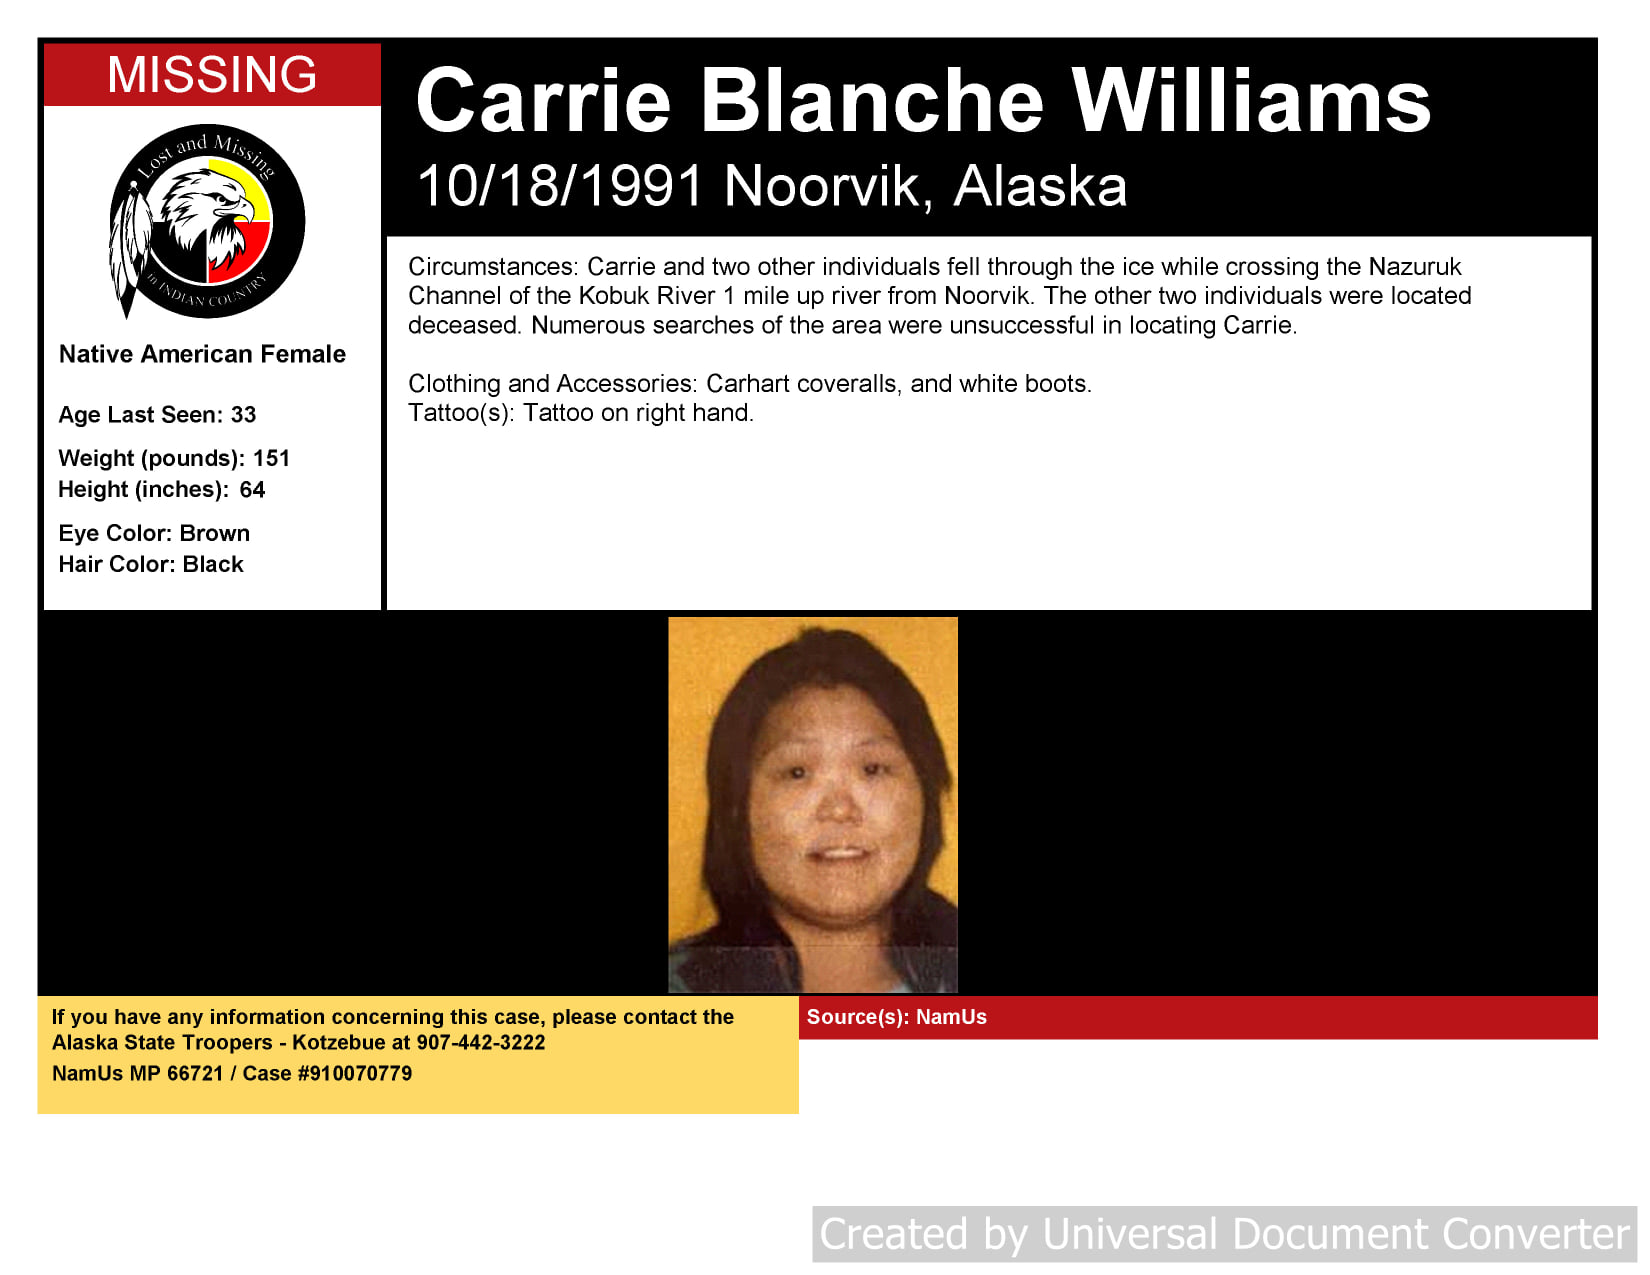 MISSING
Lost and Missing
in INDIAN COUNTRY
Native American Female
Age Last Seen: 33
Weight (pounds): 151
Height (inches): 64
Eye Color: Brown
Hair Color: Black
Carrie Blanche Williams
10/18/1991 Noorvik, Alaska
Circumstances: Carrie and two other individuals fell through the ice while crossing the Nazuruk
Channel of the Kobuk River 1 mile up river from Noorvik. The other two individuals were located
deceased. Numerous searches of the area were unsuccessful in locating Carrie.
Clothing and Accessories: Carhart coveralls, and white boots.
Tattoo(s): Tattoo on right hand.
If you have any information concerning this case, please contact the
Alaska State Troopers - Kotzebue at 907-442-3222
NamUs MP 66721 / Case #910070779
Source(s): NamUs
Created by Universal Document Converter